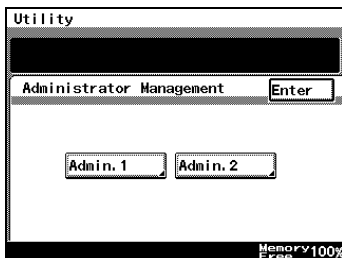 Utility
Administrator Management
Enter
Admin.1
Admin.2
Memory
Free 100%